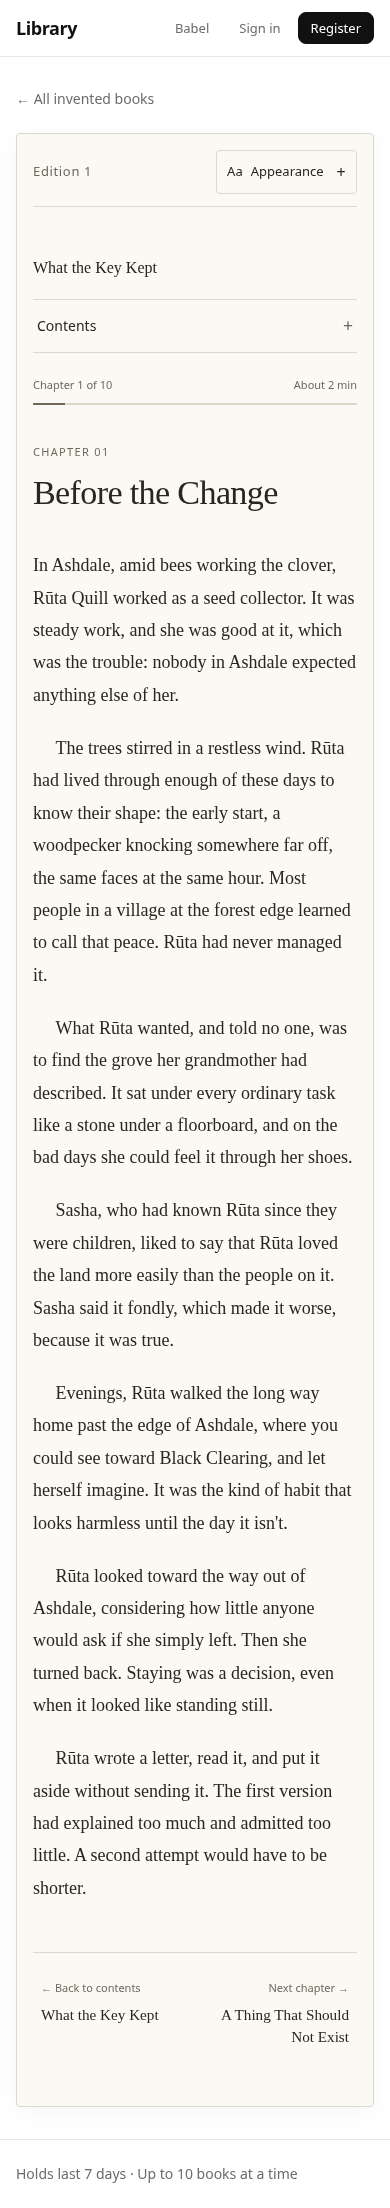 Library
Babel
Sign in
Register
← All invented books
Edition 1
Aa Appearance +
What the Key Kept
Contents +
Chapter 1 of 10
About 2 min
CHAPTER 01
Before the Change
In Ashdale, amid bees working the clover,
Rūta Quill worked as a seed collector. It was
steady work, and she was good at it, which
was the trouble: nobody in Ashdale expected
anything else of her.
The trees stirred in a restless wind. Rūta
had lived through enough of these days to
know their shape: the early start, a
woodpecker knocking somewhere far off,
the same faces at the same hour. Most
people in a village at the forest edge learned
to call that peace. Rūta had never managed
it.
What Rūta wanted, and told no one, was
to find the grove her grandmother had
described. It sat under every ordinary task
like a stone under a floorboard, and on the
bad days she could feel it through her shoes.
Sasha, who had known Rūta since they
were children, liked to say that Rūta loved
the land more easily than the people on it.
Sasha said it fondly, which made it worse,
because it was true.
Evenings, Rūta walked the long way
home past the edge of Ashdale, where you
could see toward Black Clearing, and let
herself imagine. It was the kind of habit that
looks harmless until the day it isn't.
Rūta looked toward the way out of
Ashdale, considering how little anyone
would ask if she simply left. Then she
turned back. Staying was a decision, even
when it looked like standing still.
Rūta wrote a letter, read it, and put it
aside without sending it. The first version
had explained too much and admitted too
little. A second attempt would have to be
shorter.
← Back to contents
What the Key Kept
Next chapter →
A Thing That Should
Not Exist
Holds last 7 days · Up to 10 books at a time